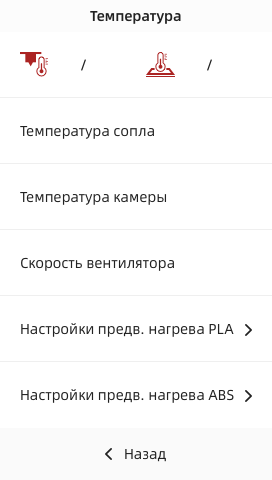 Температура
/ /
Температура сопла
Температура камеры
Скорость вентилятора
Настройки предв. нагрева PLA
Настройки предв. нагрева ABS
Назад